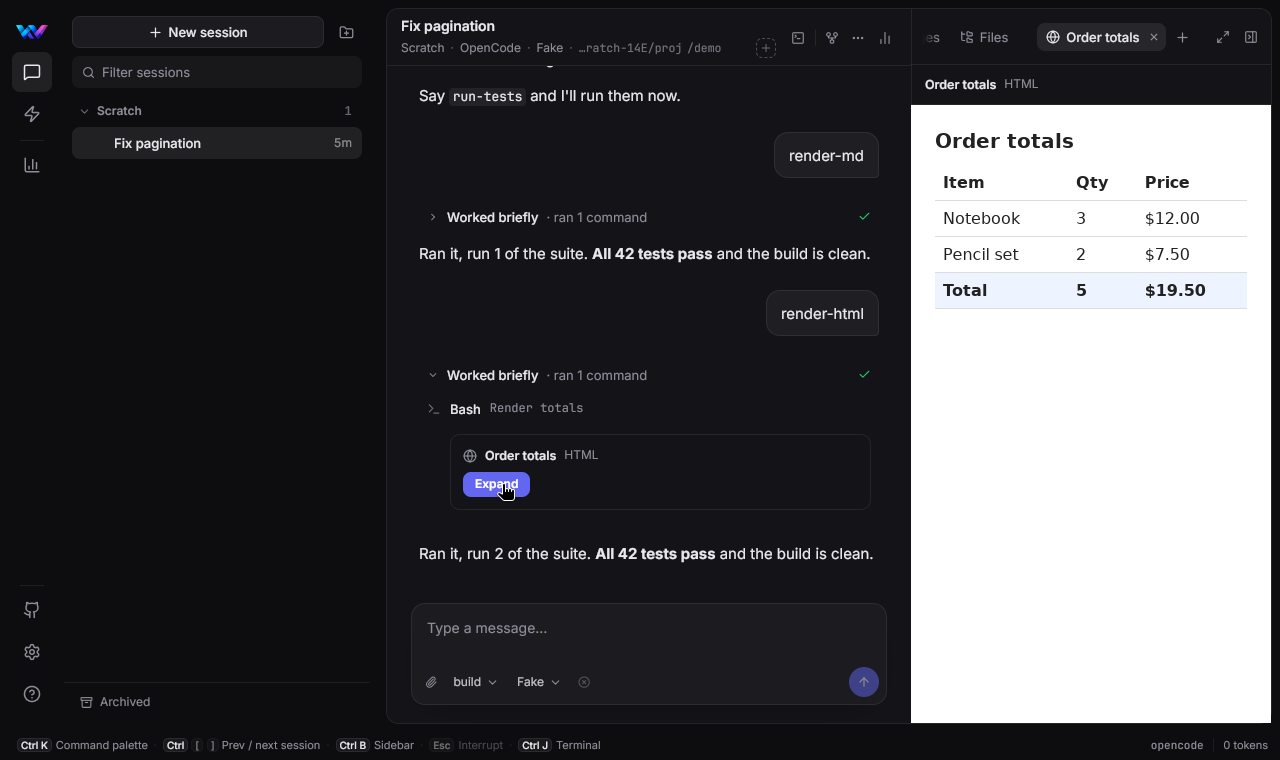 New session
Filter sessions
Scratch 1
Fix pagination 5m
Archived
Fix pagination
Scratch · OpenCode · Fake · …ratch-14E/proj /demo
Say run-tests and I'll run them now.
render-md
Worked briefly · ran 1 command
Ran it, run 1 of the suite. All 42 tests pass and the build is clean.
render-html
Worked briefly · ran 1 command
Bash Render totals
Order totals HTML
Expand
Ran it, run 2 of the suite. All 42 tests pass and the build is clean.
Type a message...
build Fake
Files Order totals
Order totals HTML
Order totals
Item Qty Price
Notebook 3 $12.00
Pencil set 2 $7.50
Total 5 $19.50
Ctrl K Command palette · Ctrl [ ] Prev / next session · Ctrl B Sidebar · Esc Interrupt · Ctrl J Terminal
opencode 0 tokens